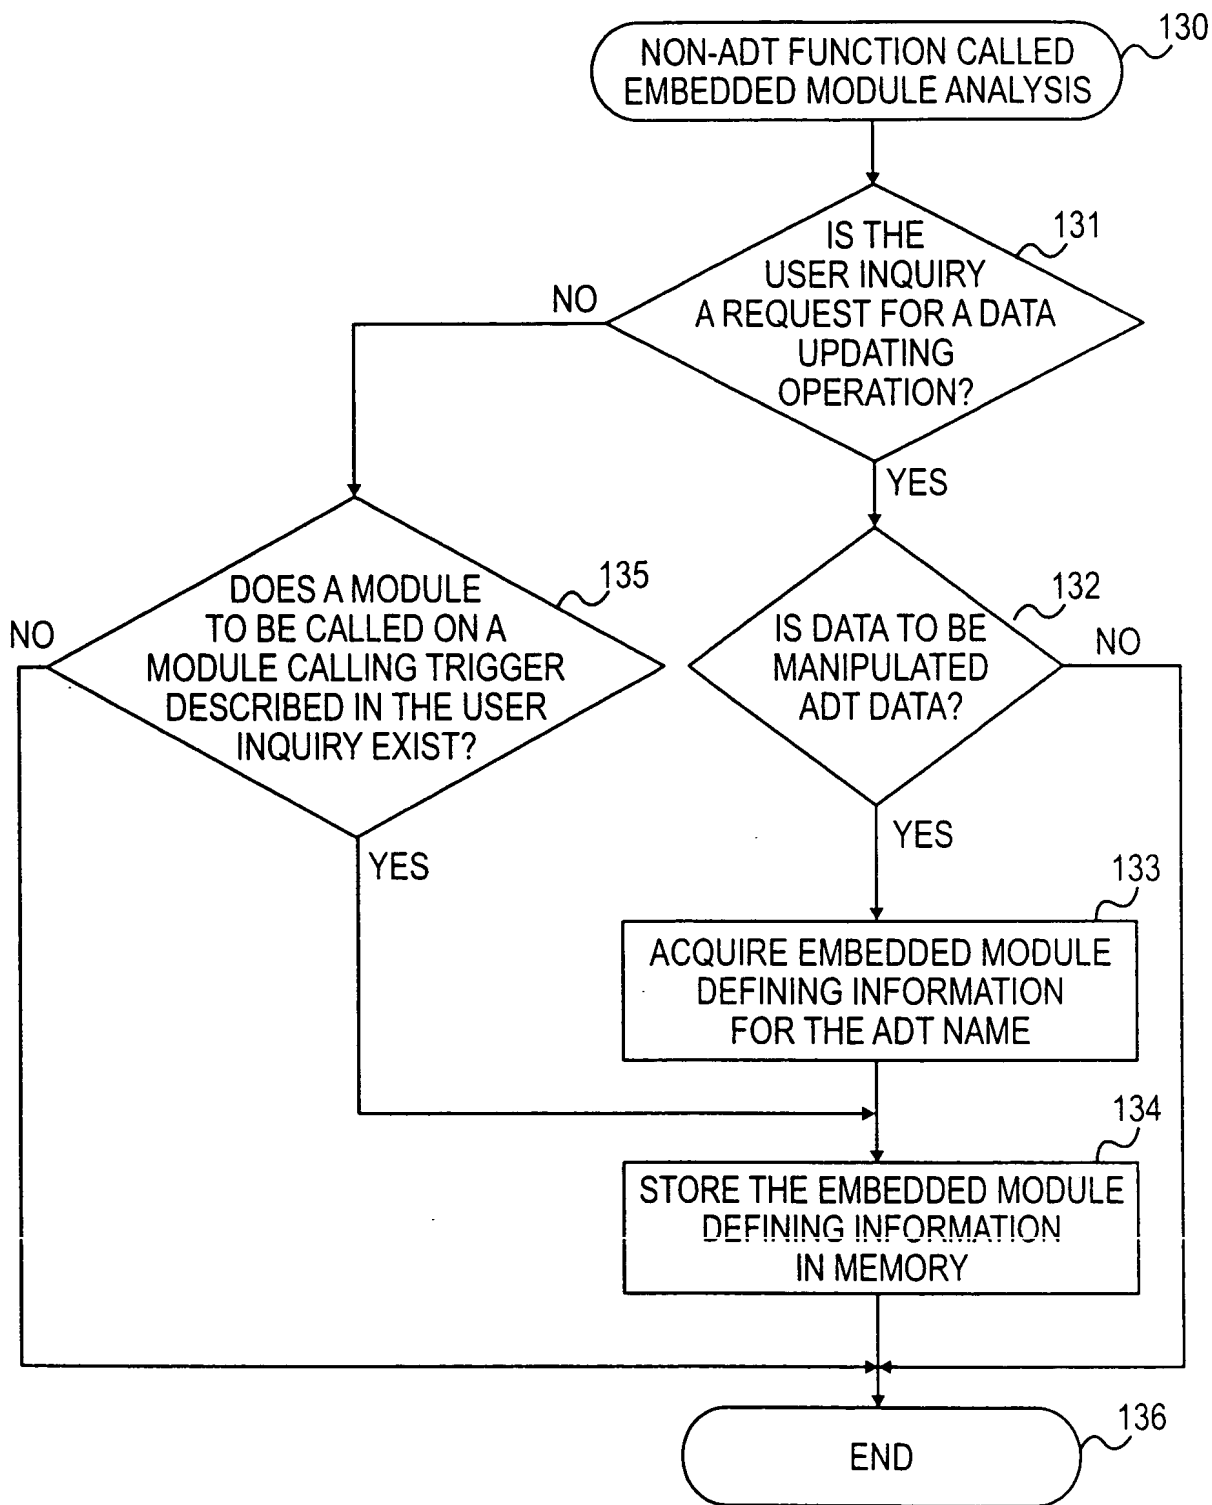 NON-ADT FUNCTION CALLED
EMBEDDED MODULE ANALYSIS
130
IS THE
USER INQUIRY
A REQUEST FOR A DATA
UPDATING
OPERATION?
131
NO
YES
DOES A MODULE
TO BE CALLED ON A
MODULE CALLING TRIGGER
DESCRIBED IN THE USER
INQUIRY EXIST?
135
NO
YES
IS DATA TO BE
MANIPULATED
ADT DATA?
132
NO
YES
133
ACQUIRE EMBEDDED MODULE
DEFINING INFORMATION
FOR THE ADT NAME
134
STORE THE EMBEDDED MODULE
DEFINING INFORMATION
IN MEMORY
END
136